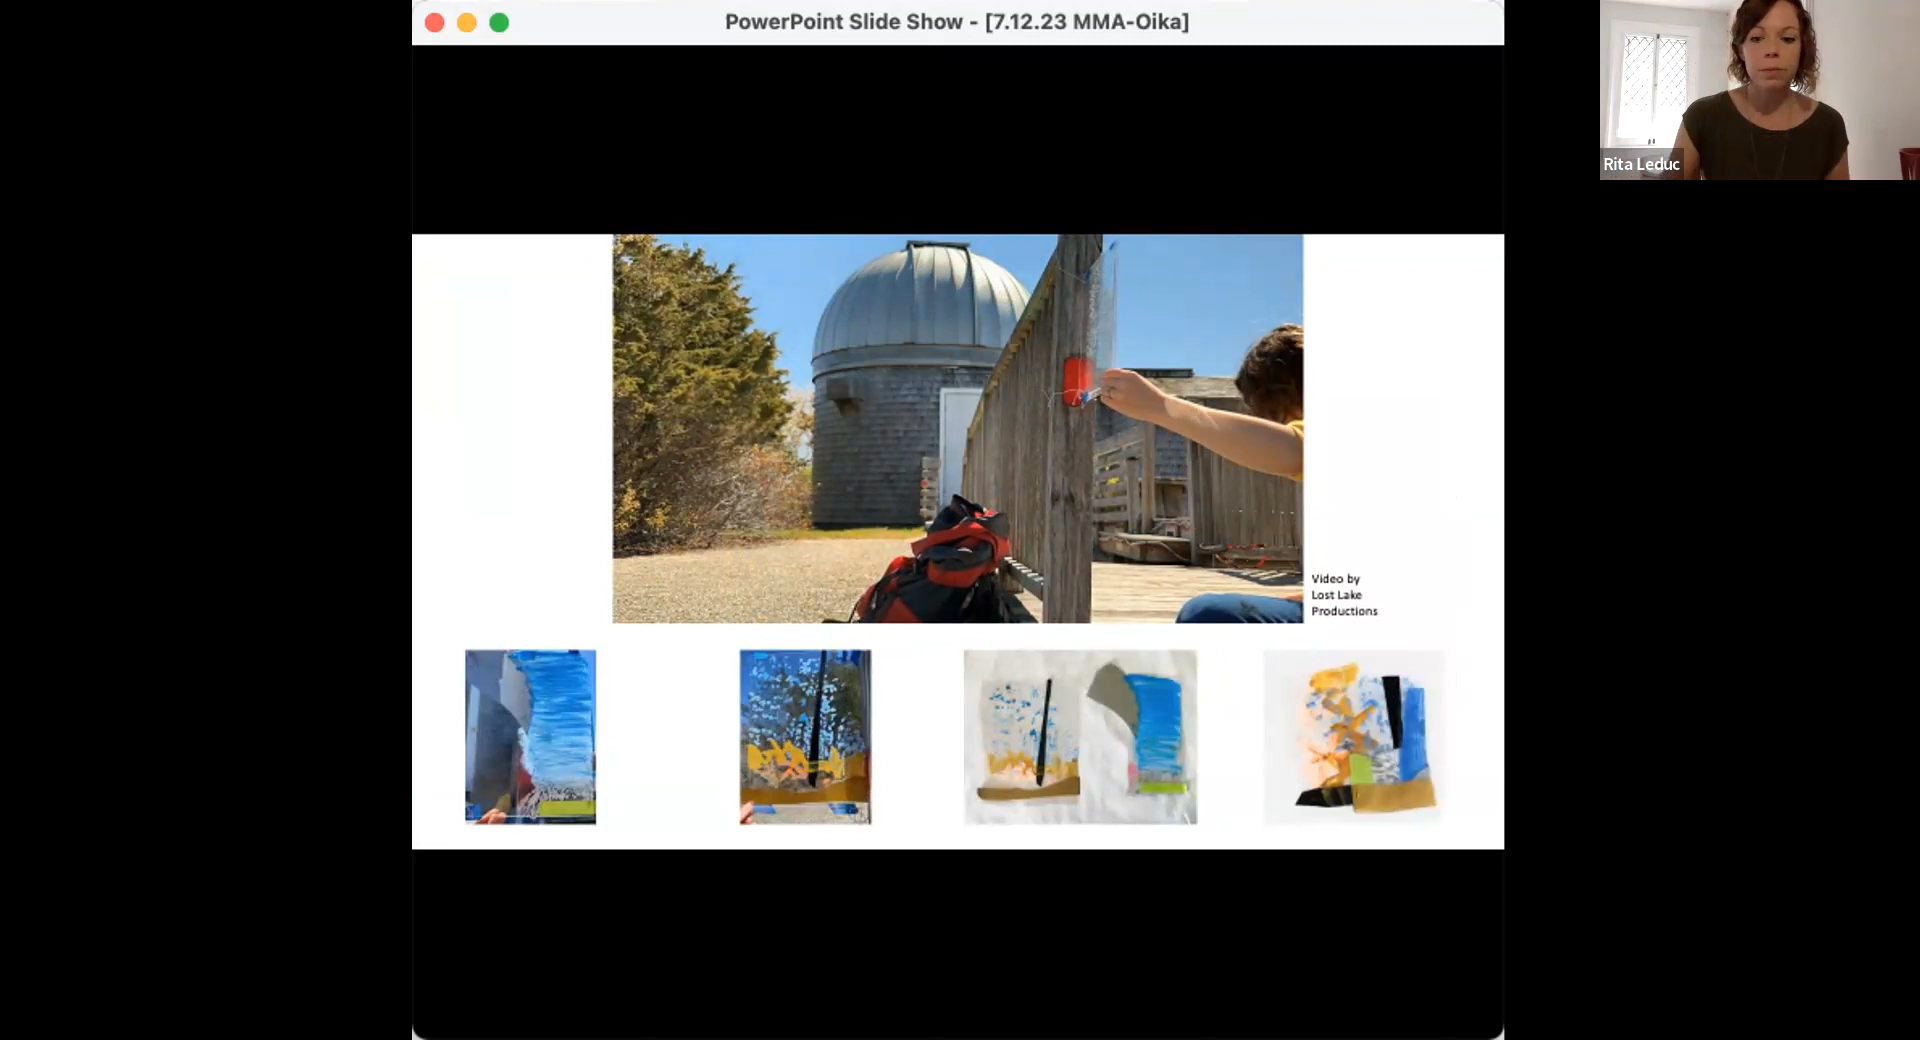 PowerPoint Slide Show - [7.12.23 MMA-Oika]
Rita Leduc
Video by
Lost Lake
Productions